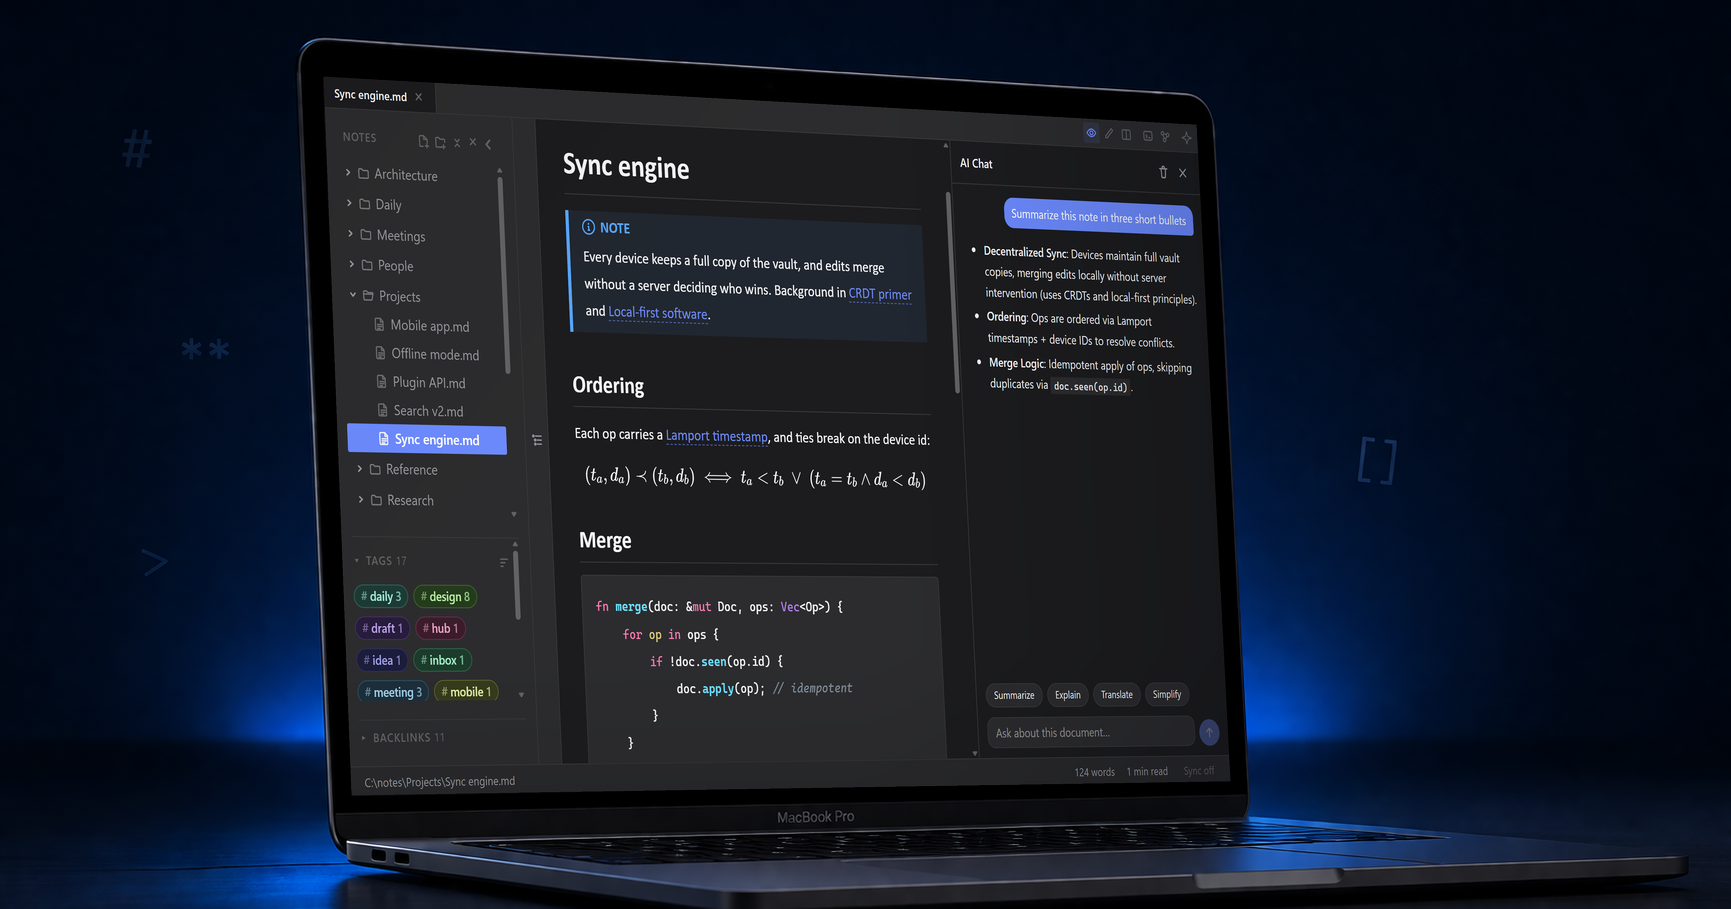 #
**
>
[]
Sync engine.md ×
NOTES
Architecture
Daily
Meetings
People
Projects
Mobile app.md
Offline mode.md
Plugin API.md
Search v2.md
Sync engine.md
Reference
Research
TAGS 17
# daily 3
# design 8
# draft 1
# hub 1
# idea 1
# inbox 1
# meeting 3
# mobile 1
BACKLINKS 11
Sync engine
NOTE
Every device keeps a full copy of the vault, and edits merge
without a server deciding who wins. Background in CRDT primer
and Local-first software.
Ordering
Each op carries a Lamport timestamp, and ties break on the device id:
(tₐ, dₐ) ≺ (t_b, d_b) ⟺ tₐ < t_b ∨ (tₐ = t_b ∧ dₐ < d_b)
Merge
fn merge(doc: &mut Doc, ops: Vec<Op>) {
for op in ops {
if !doc.seen(op.id) {
doc.apply(op); // idempotent
}
}
AI Chat
Summarize this note in three short bullets
• Decentralized Sync: Devices maintain full vault
copies, merging edits locally without server
intervention (uses CRDTs and local-first principles).
• Ordering: Ops are ordered via Lamport
timestamps + device IDs to resolve conflicts.
• Merge Logic: Idempotent apply of ops, skipping
duplicates via doc.seen(op.id).
Summarize
Explain
Translate
Simplify
Ask about this document...
C:\notes\Projects\Sync engine.md
124 words
1 min read
Sync off
MacBook Pro